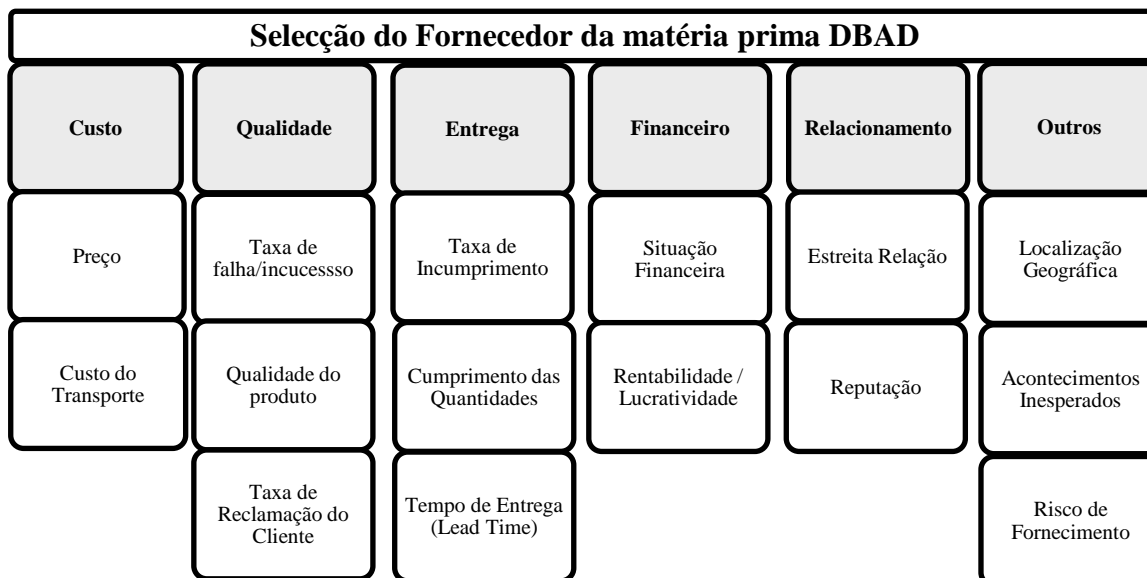 Selecção do Fornecedor da matéria prima DBAD
Custo
Qualidade
Entrega
Financeiro
Relacionamento
Outros
Preço
Taxa de
falha/incucessso
Taxa de
Incumprimento
Situação
Financeira
Estreita Relação
Localização
Geográfica
Custo do
Transporte
Qualidade do
produto
Cumprimento das
Quantidades
Rentabilidade /
Lucratividade
Reputação
Acontecimentos
Inesperados
Taxa de
Reclamação do
Cliente
Tempo de Entrega
(Lead Time)
Risco de
Fornecimento